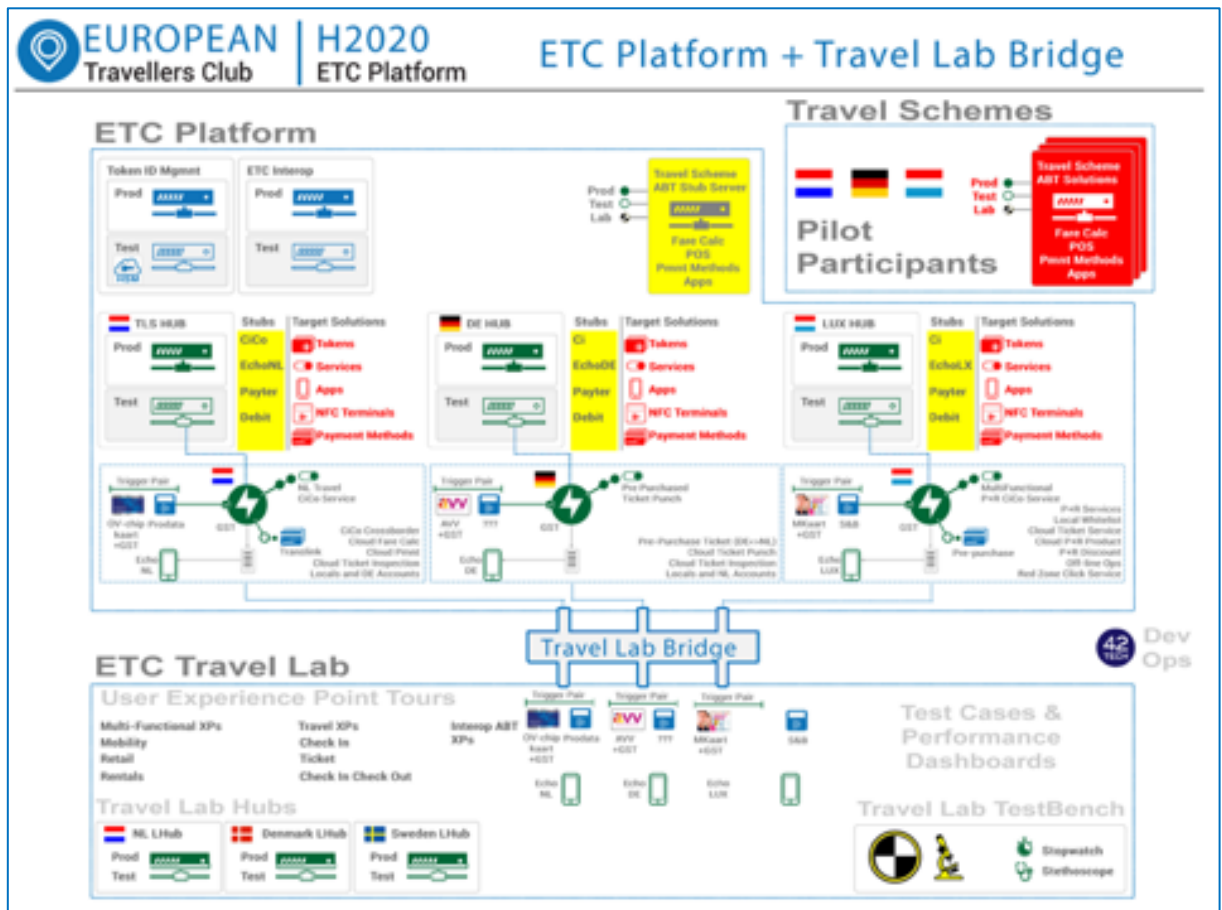 EUROPEAN
Travellers Club
H2020
ETC Platform
ETC Platform + Travel Lab Bridge
ETC Platform
Travel Schemes
Token ID Mgmnt
Prod
Test
ETC Interop
Prod
Test
Prod
Test
Lab
Travel Scheme
ABT Stub Server
Fare Calc
POS
Pmnt Methods
Apps
Pilot
Participants
Prod
Test
Lab
Travel Scheme
ABT Solutions
Fare Calc
POS
Pmnt Methods
Apps
TLS HUB
Prod
Test
Stubs
CiCo
EchoNL
Payter
Debit
Target Solutions
Tokens
Services
Apps
NFC Terminals
Payment Methods
DE HUB
Prod
Test
Stubs
Ci
EchoDE
Payter
Debit
Target Solutions
Tokens
Services
Apps
NFC Terminals
Payment Methods
LUX HUB
Prod
Test
Stubs
Ci
EchoLX
Payter
Debit
Target Solutions
Tokens
Services
Apps
NFC Terminals
Payment Methods
Trigger Pair
OV-chip
kaart
+GST
Prodata
GST
NL Travel
CiCo Service
Translink
Echo
NL
CiCo Crossborder
Cloud Fare Calc
Cloud Pmnt
Cloud Ticket Inspection
Locals and DE Accounts
Trigger Pair
AVV
+GST
???
GST
Pre Purchased
Ticket Punch
Echo
DE
Pre-Purchase Ticket (DE>>NL)
Cloud Ticket Punch
Cloud Ticket Inspection
Locals and NL Accounts
Trigger Pair
MKaart
+GST
S&B
GST
MultiFunctional
P+R CiCo Service
Pre-purchase
Echo
LUX
P+R Services
Local Whitelist
Cloud Ticket Service
Cloud P+R Product
P+R Discount
Off-line Ops
Red Zone Click Service
Travel Lab Bridge
42
TECH
Dev
Ops
ETC Travel Lab
User Experience Point Tours
Multi-Functional XPs
Mobility
Retail
Rentals
Travel XPs
Check In
Ticket
Check In Check Out
Interop ABT
XPs
Trigger Pair
OV-chip
kaart
+GST
Prodata
Echo
NL
Trigger Pair
AVV
+GST
???
Echo
DE
Trigger Pair
MKaart
+GST
S&B
Echo
LUX
Test Cases &
Performance
Dashboards
Travel Lab Hubs
NL LHub
Prod
Test
Denmark LHub
Prod
Test
Sweden LHub
Prod
Test
Travel Lab TestBench
Stopwatch
Stethoscope